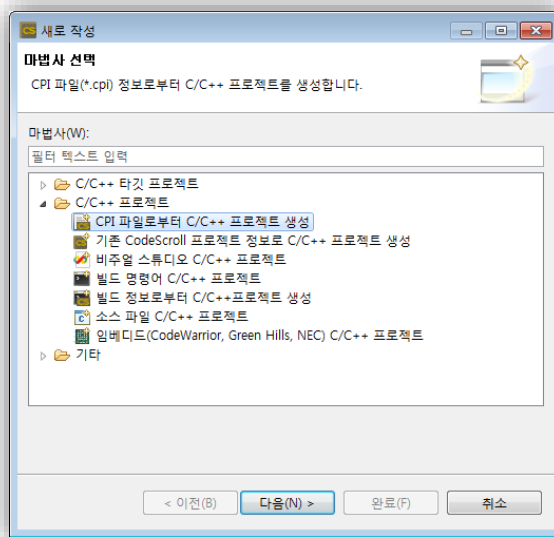 CS 새로 작성
마법사 선택
CPI 파일(*.cpi) 정보로부터 C/C++ 프로젝트를 생성합니다.
마법사(W):
필터 텍스트 입력
C/C++ 타깃 프로젝트
C/C++ 프로젝트
CPI 파일로부터 C/C++ 프로젝트 생성
기존 CodeScroll 프로젝트 정보로 C/C++ 프로젝트 생성
비주얼 스튜디오 C/C++ 프로젝트
빌드 명령어 C/C++ 프로젝트
빌드 정보로부터 C/C++프로젝트 생성
소스 파일 C/C++ 프로젝트
임베디드(CodeWarrior, Green Hills, NEC) C/C++ 프로젝트
기타
< 이전(B) 다음(N) > 완료(F) 취소